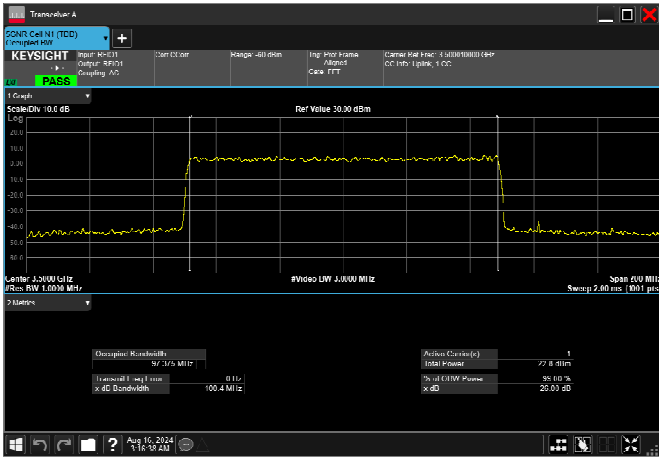 Transceiver A
5GNR Cell N1 (TDD)
Occupied BW
KEYSIGHT
PASS
Input: RFIO1
Output: RFIO1
Coupling: AC
Corr CCorr
Range: -60 dBm
Trig: Prot Frame
Aligned
Gate: FFT
Carrier Ref Freq: 3.500010000 GHz
CC Info: Uplink, 1 CC
1 Graph
Scale/Div 10.0 dB
Ref Value 30.00 dBm
Log
20.0
10.0
0.00
-10.0
-20.0
-30.0
-40.0
-50.0
-60.0
Center 3.5000 GHz
#Video BW 3.0000 MHz
Span 200 MHz
#Res BW 1.0000 MHz
Sweep 2.00 ms (1001 pts)
2 Metrics
Occupied Bandwidth
97.375 MHz
Transmit Freq Error
0 Hz
x dB Bandwidth
100.4 MHz
Active Carrier(s)
1
Total Power
22.8 dBm
% of OBW Power
99.00 %
x dB
26.00 dB
Aug 16, 2024
3:16:38 AM